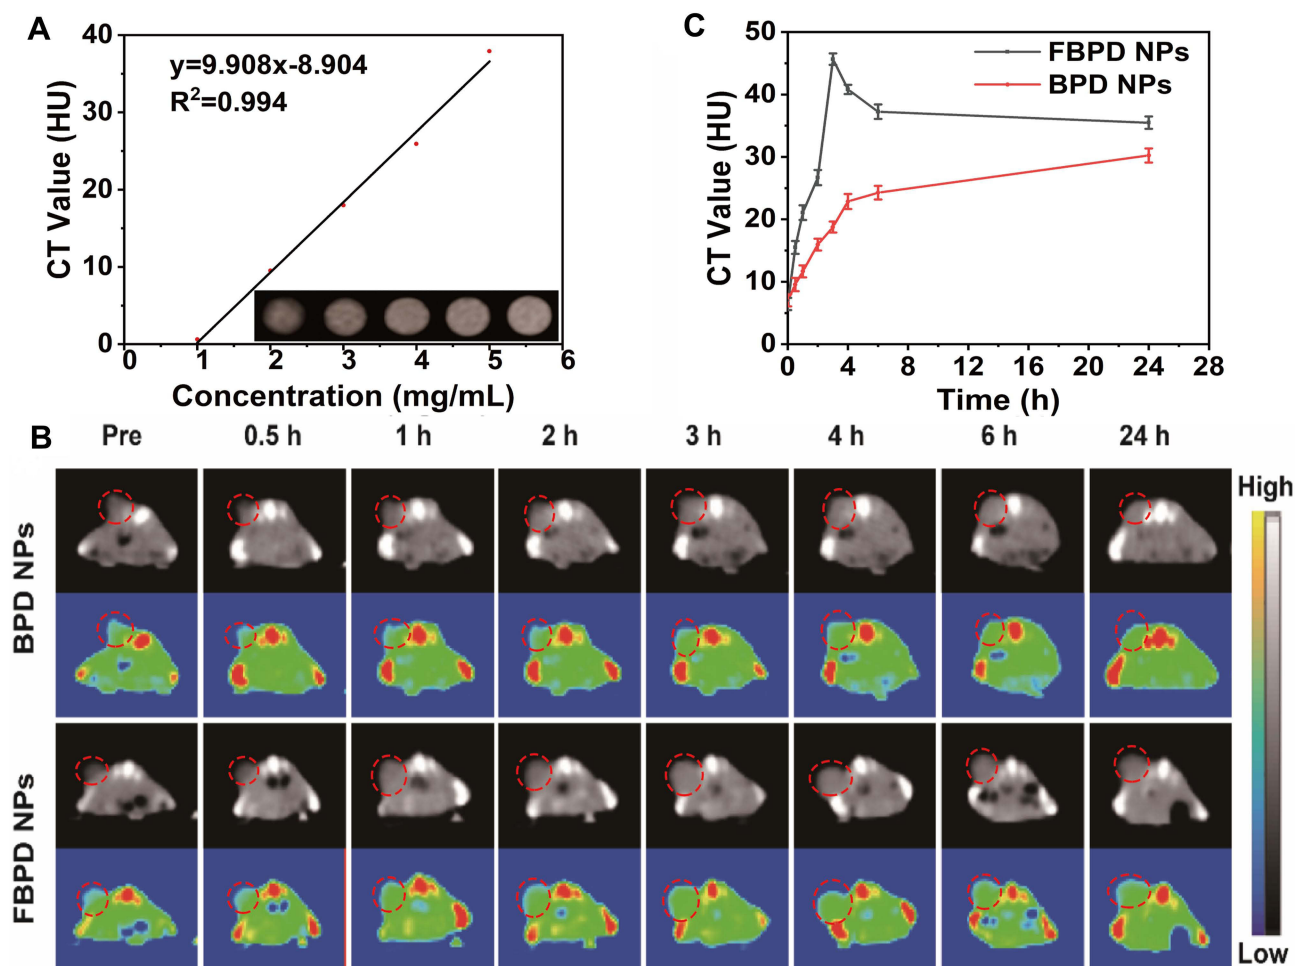 A
y=9.908x-8.904
R²=0.994
CT Value (HU)
40
30
20
10
0
0 1 2 3 4 5 6
Concentration (mg/mL)
C
FBPD NPs
BPD NPs
CT Value (HU)
50
40
30
20
10
0
0 4 8 12 16 20 24 28
Time (h)
B
Pre 0.5 h 1 h 2 h 3 h 4 h 6 h 24 h
BPD NPs
FBPD NPs
High
Low